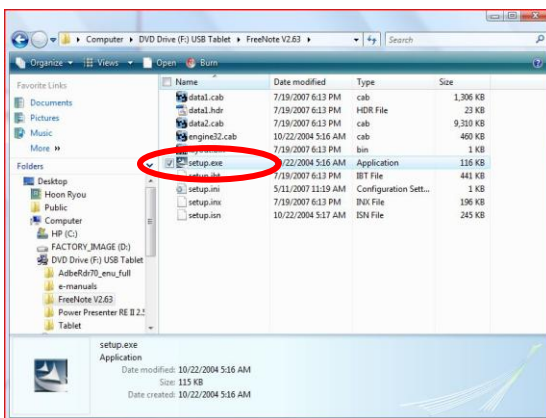 Computer ▸ DVD Drive (F:) USB Tablet ▸ FreeNote V2.63 ▸ Search
Organize Views Open Burn
Favorite Links
Documents
Pictures
Music
More »
Folders
Desktop
Hoon Ryou
Public
Computer
HP (C:)
FACTORY_IMAGE (D:)
DVD Drive (F:) USB Tablet
AdbeRdr70_enu_full
e-manuals
FreeNote V2.63
Power Presenter RE II 2.5
Tablet
Name Date modified Type Size
data1.cab 7/19/2007 6:13 PM cab 1,306 KB
data1.hdr 7/19/2007 6:13 PM HDR File 23 KB
data2.cab 7/19/2007 6:13 PM cab 9,310 KB
engine32.cab 10/22/2004 5:16 AM cab 460 KB
7/19/2007 6:13 PM bin 1 KB
setup.exe /22/2004 5:16 AM Application 116 KB
setup.ibt 7/19/2007 6:13 PM IBT File 441 KB
setup.ini 5/11/2007 11:19 AM Configuration Sett... 1 KB
setup.inx 7/19/2007 6:13 PM INX File 196 KB
setup.isn 10/22/2004 5:17 AM ISN File 245 KB
setup.exe
Application
Date modified: 10/22/2004 5:16 AM
Size: 115 KB
Date created: 10/22/2004 5:16 AM